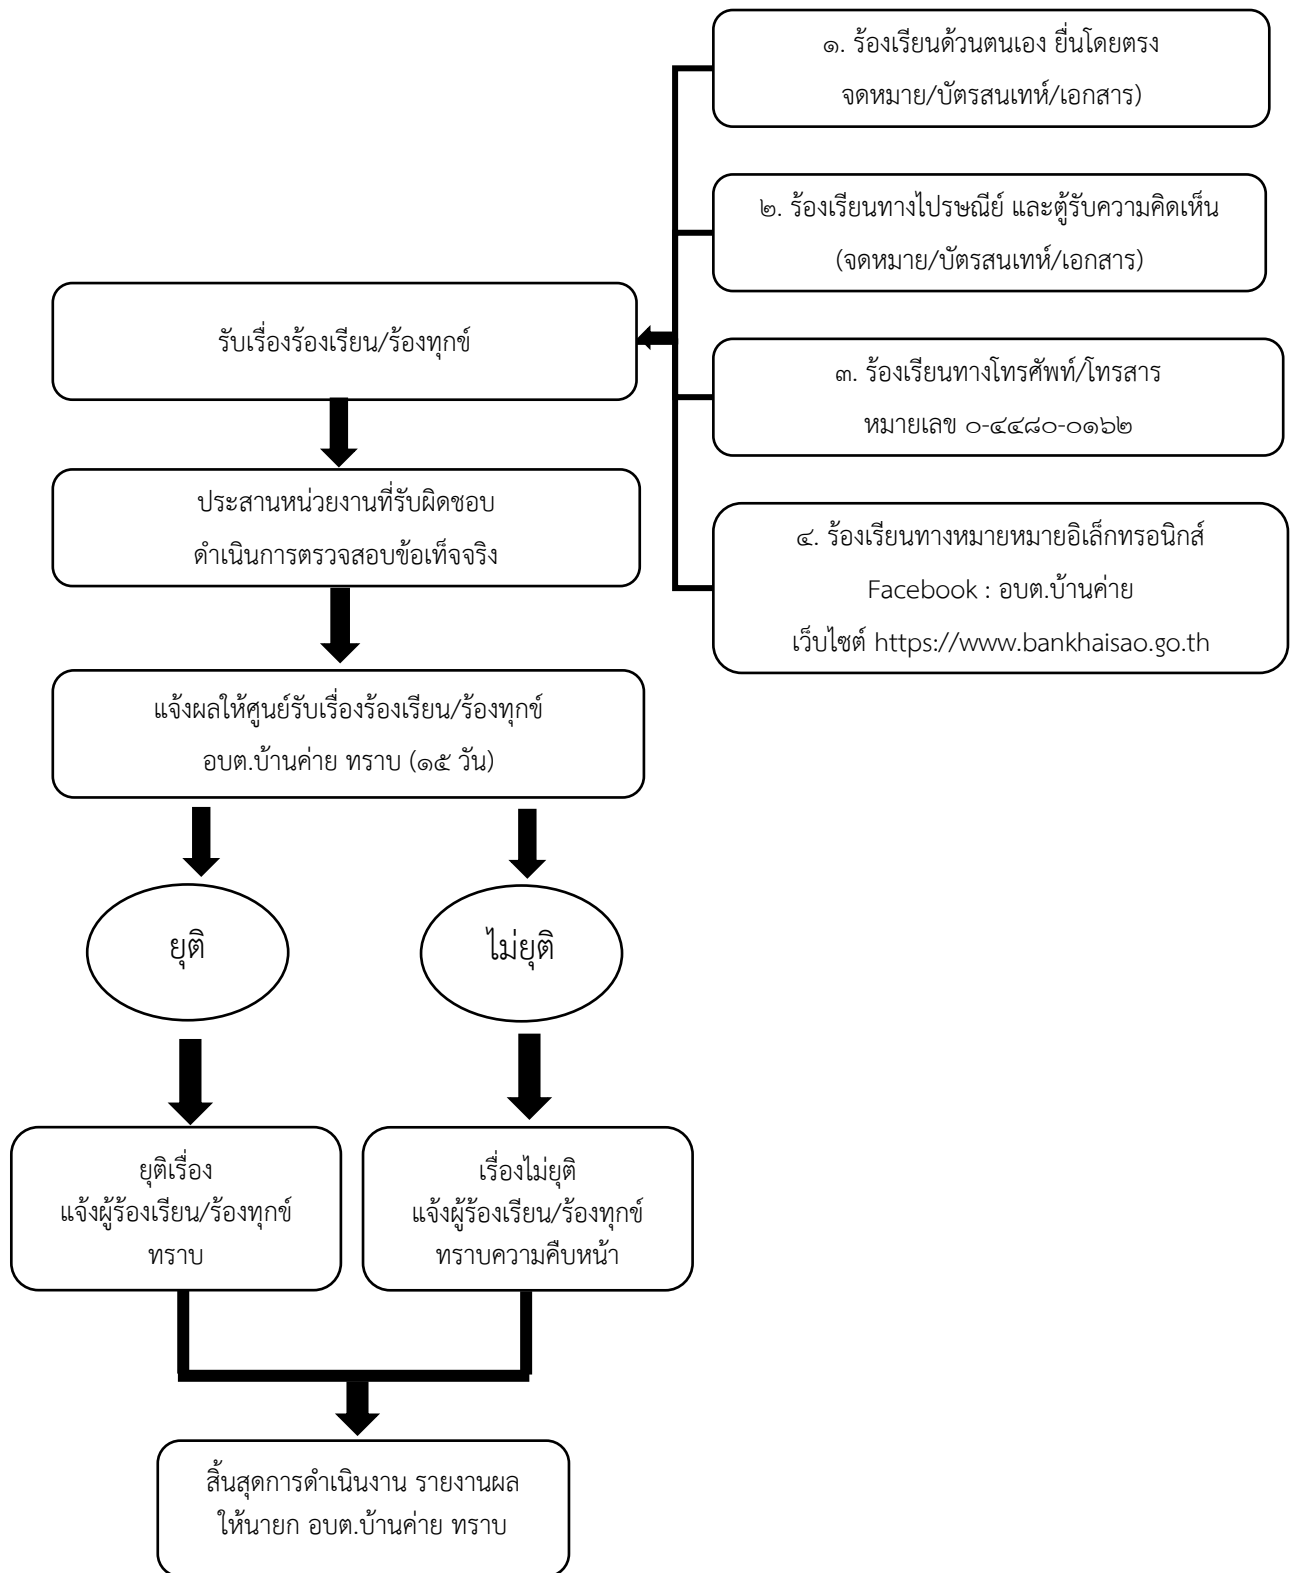 ๑. ร้องเรียนด้วนตนเอง ยื่นโดยตรง
จดหมาย/บัตรสนเทห์/เอกสาร)
๒. ร้องเรียนทางไปรษณีย์ และตู้รับความคิดเห็น
(จดหมาย/บัตรสนเทห์/เอกสาร)
รับเรื่องร้องเรียน/ร้องทุกข์
๓. ร้องเรียนทางโทรศัพท์/โทรสาร
หมายเลข ๐-๔๔๘๐-๐๑๖๒
ประสานหน่วยงานที่รับผิดชอบ
ดำเนินการตรวจสอบข้อเท็จจริง
๔. ร้องเรียนทางหมายหมายอิเล็กทรอนิกส์
Facebook : อบต.บ้านค่าย
เว็บไซต์ https://www.bankhaisao.go.th
แจ้งผลให้ศูนย์รับเรื่องร้องเรียน/ร้องทุกข์
อบต.บ้านค่าย ทราบ (๑๕ วัน)
ยุติ
ไม่ยุติ
ยุติเรื่อง
แจ้งผู้ร้องเรียน/ร้องทุกข์
ทราบ
เรื่องไม่ยุติ
แจ้งผู้ร้องเรียน/ร้องทุกข์
ทราบความคืบหน้า
สิ้นสุดการดำเนินงาน รายงานผล
ให้นายก อบต.บ้านค่าย ทราบ